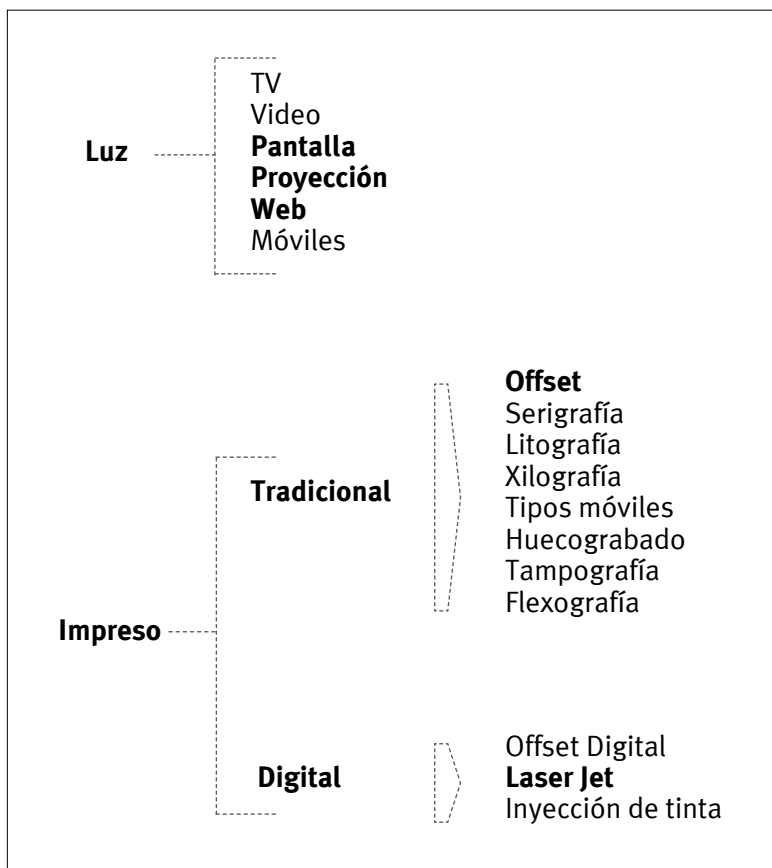 Luz
TV
Video
Pantalla
Proyección
Web
Móviles
Impreso
Tradicional
Offset
Serigrafía
Litografía
Xilografía
Tipos móviles
Huecograbado
Tampografía
Flexografía
Digital
Offset Digital
Laser Jet
Inyección de tinta